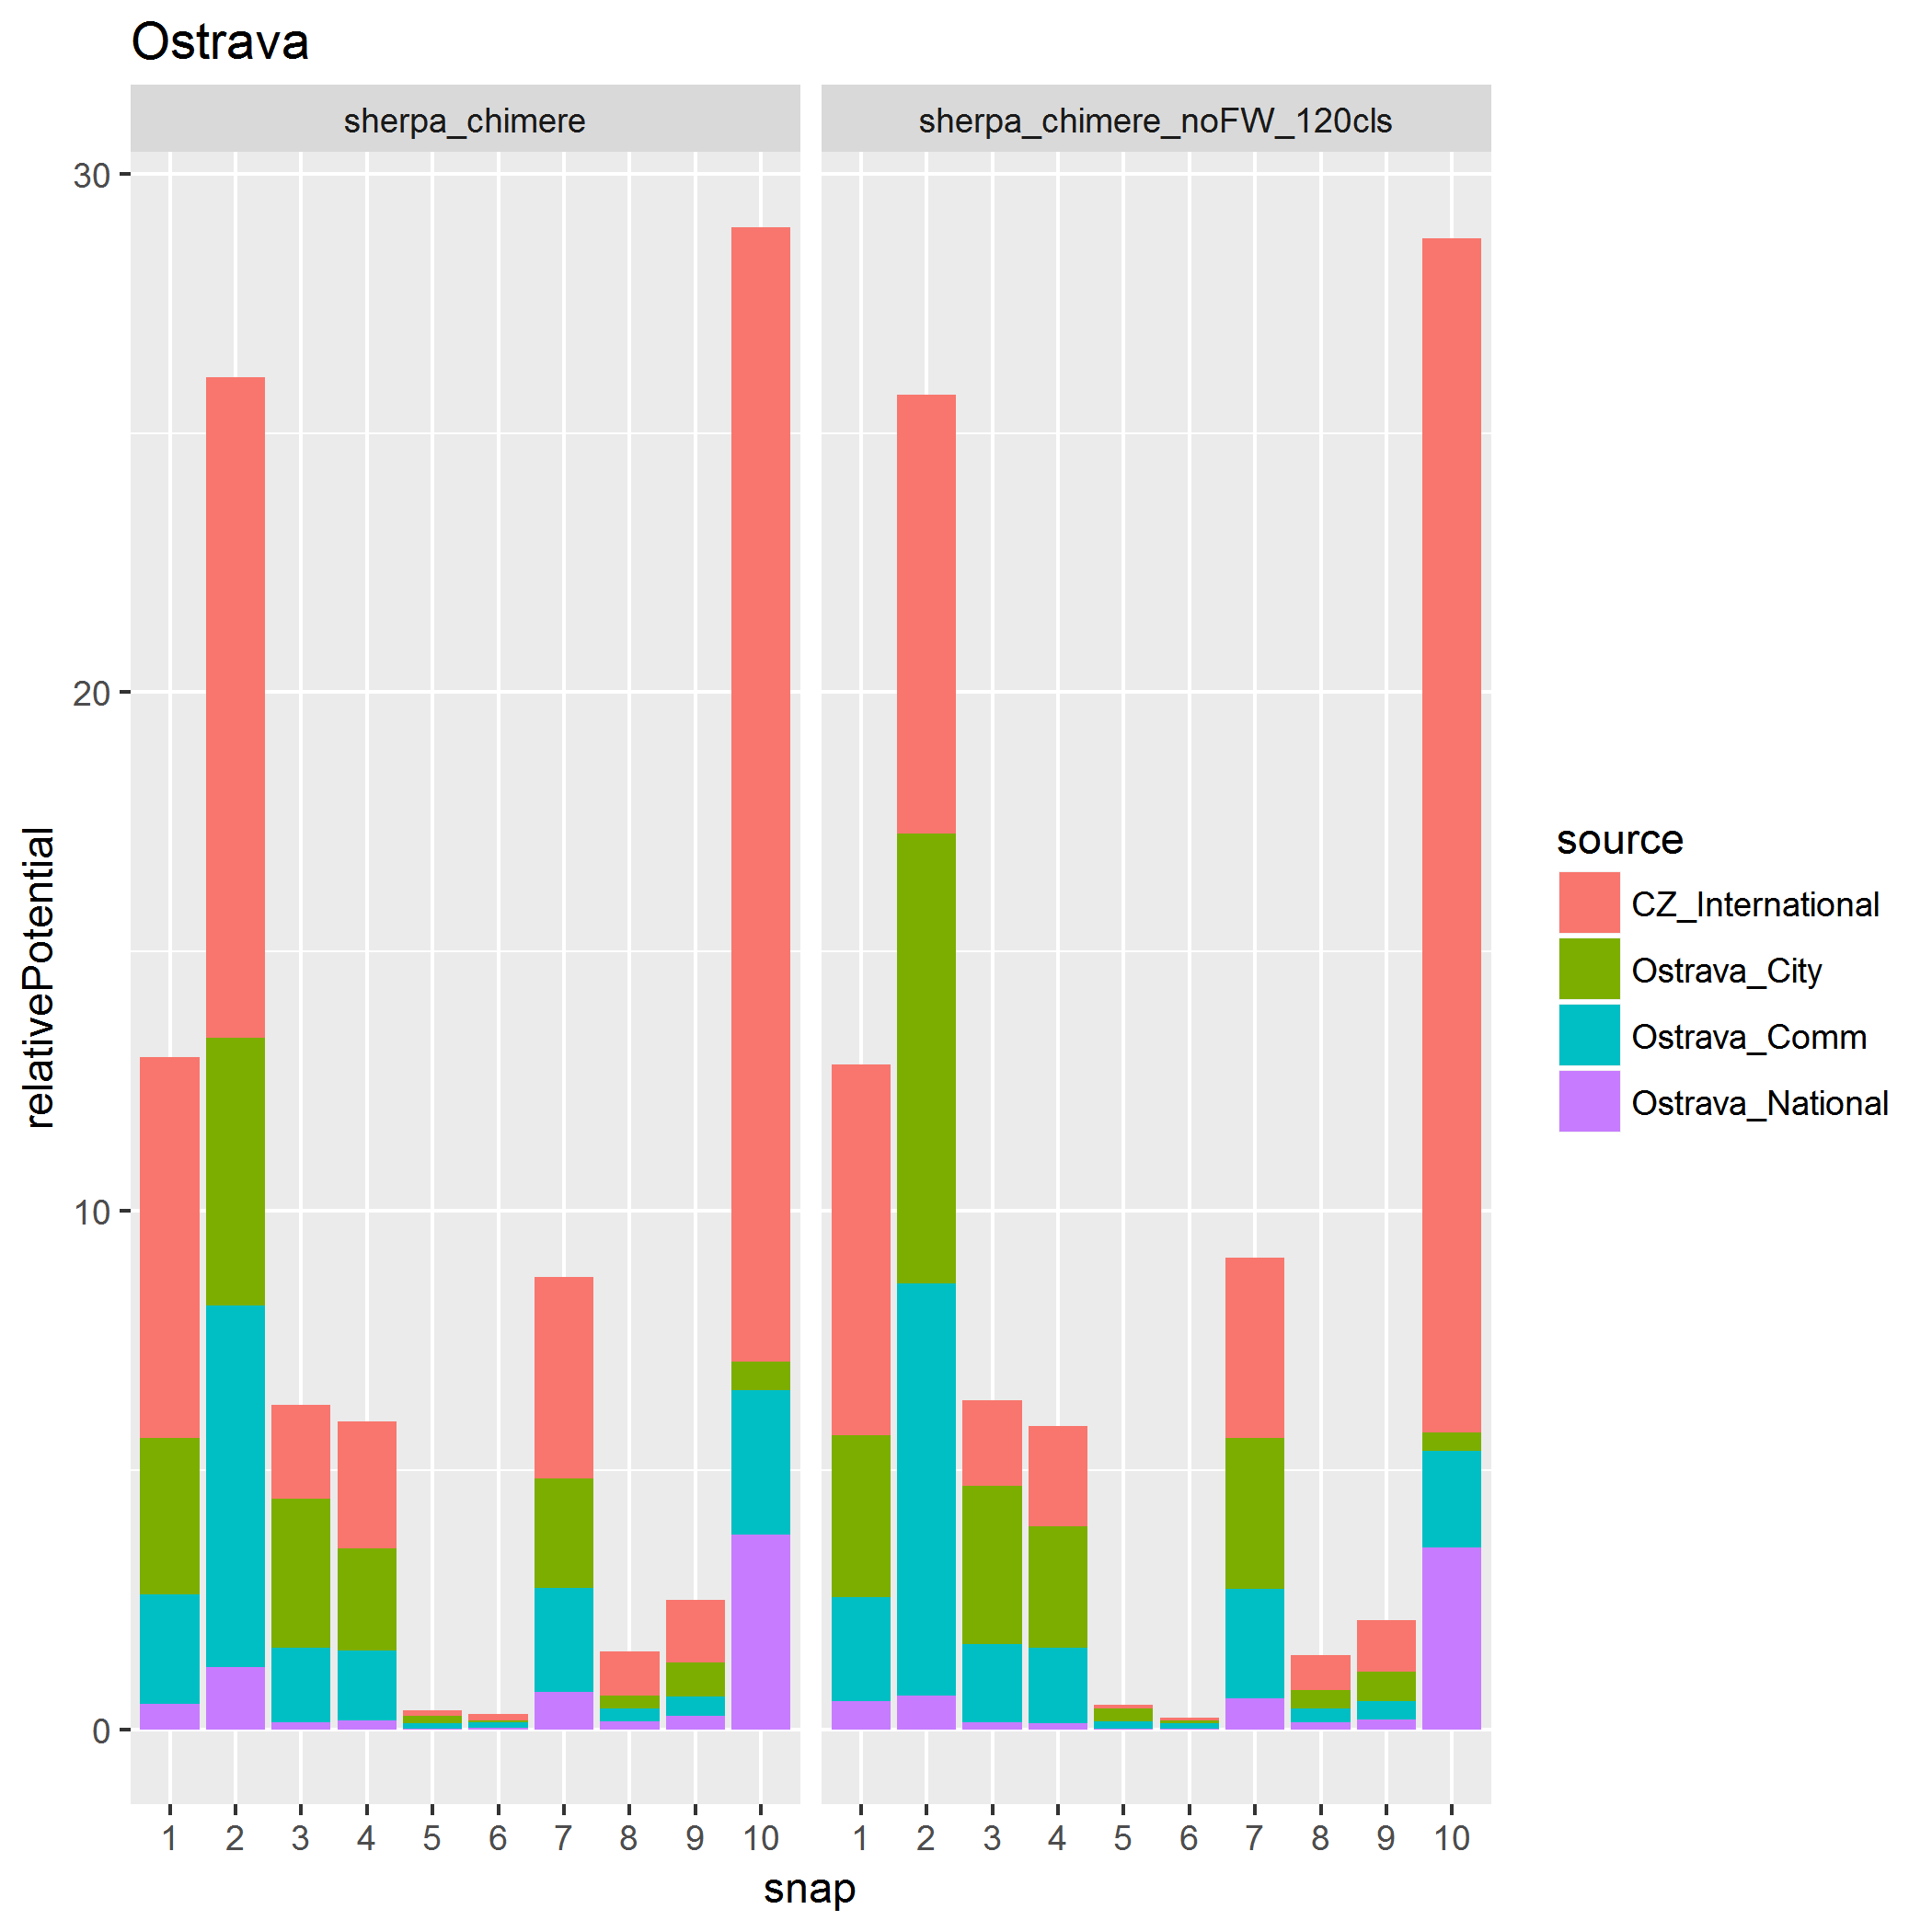 Ostrava
sherpa_chimere
sherpa_chimere_noFW_120cls
30
20
10
0
relativePotential
1 2 3 4 5 6 7 8 9 10
1 2 3 4 5 6 7 8 9 10
snap
source
CZ_International
Ostrava_City
Ostrava_Comm
Ostrava_National